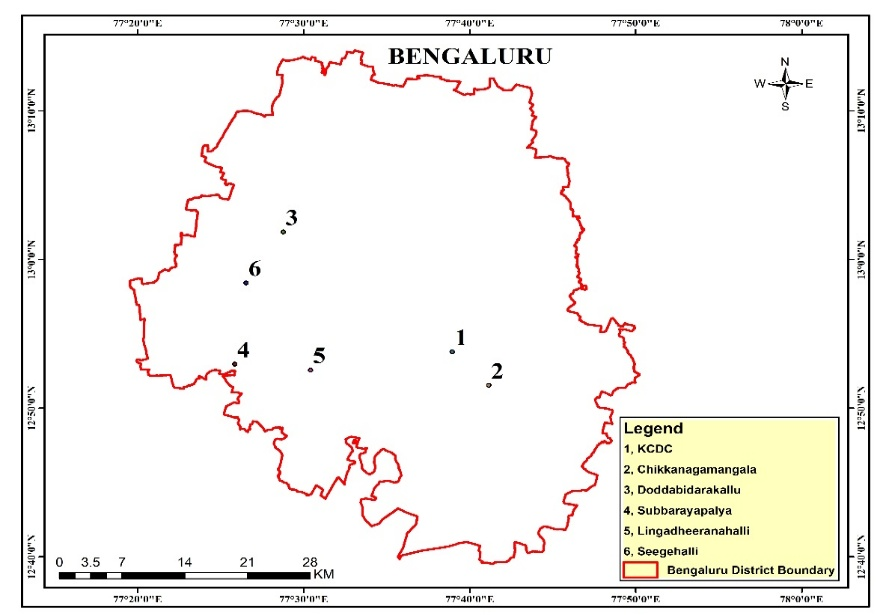 77°20'0"E 77°30'0"E 77°40'0"E 77°50'0"E 78°0'0"E
BENGALURU
N
W E
S
13°10'0"N 13°10'0"N
3
13°0'0"N 13°0'0"N
6
1
4 5
2
12°50'0"N 12°50'0"N
Legend
1, KCDC
2, Chikkanagamangala
3, Doddabidarakallu
4, Subbarayapalya
5, Lingadheeranahalli
6, Seegehalli
Bengaluru District Boundary
12°40'0"N 12°40'0"N
0 3.5 7 14 21 28
KM
77°20'0"E 77°30'0"E 77°40'0"E 77°50'0"E 78°0'0"E